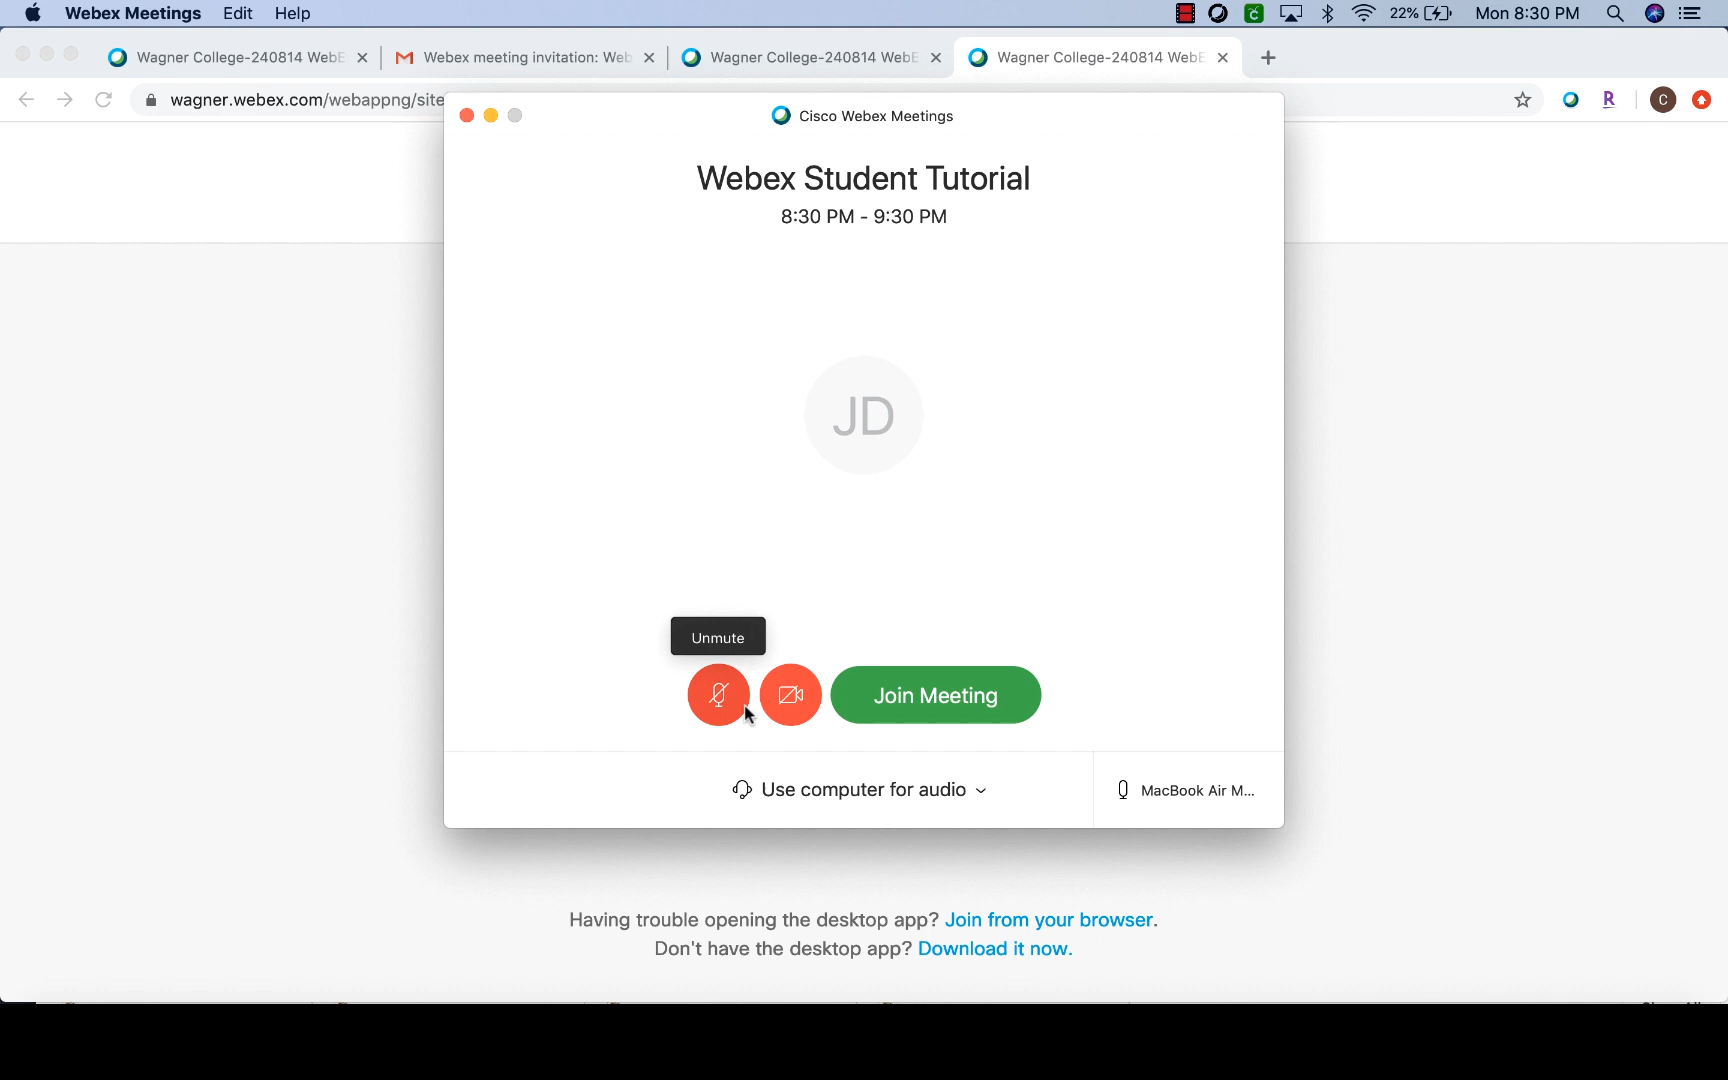 Webex Meetings Edit Help 22% Mon 8:30 PM
Wagner College-240814 WebE Webex meeting invitation: Web Wagner College-240814 WebE Wagner College-240814 WebE
wagner.webex.com/webappng/site R C
Cisco Webex Meetings
Webex Student Tutorial
8:30 PM - 9:30 PM
JD
Unmute
Join Meeting
Use computer for audio MacBook Air M...
Having trouble opening the desktop app? Join from your browser.
Don't have the desktop app? Download it now.